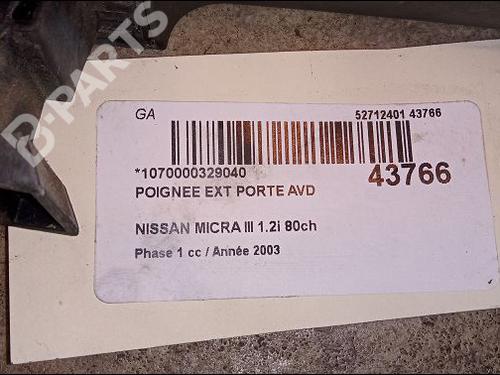 D-PARTS
GA
52712401 43766
*1070000329040
43766
POIGNEE EXT PORTE AVD
NISSAN MICRA III 1.2i 80ch
Phase 1 cc / Année 2003